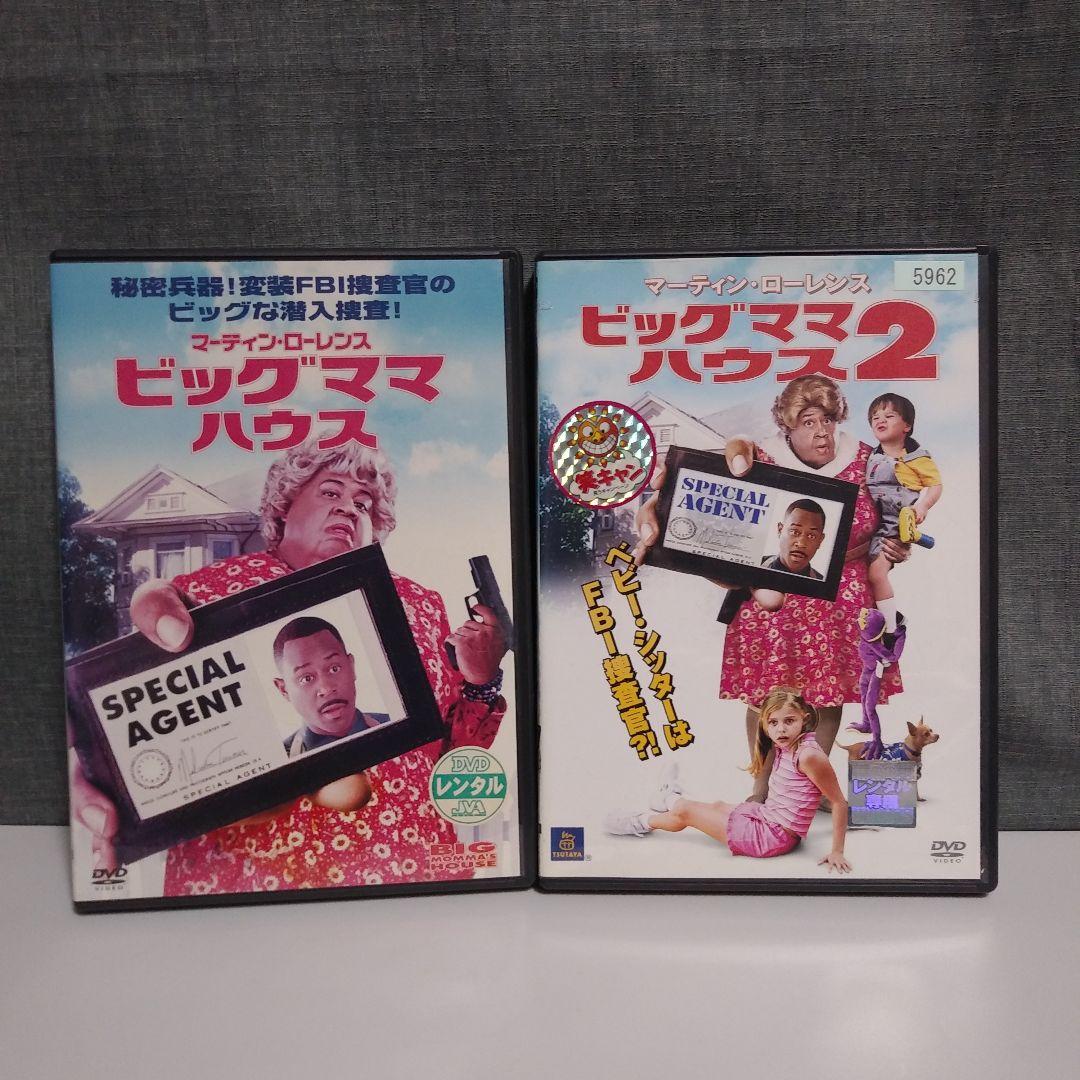 秘密兵器!変装FBI捜査官の
ビッグな潜入捜査!
マーティン・ローレンス
ビッグママ
ハウス
SPECIAL
AGENT
SPECIAL AGENT
DVD
レンタル
JVA
BIG
MOMMA'S
HOUSE
DVD
VIDEO
5962
マーティン・ローレンス
ビッグママ
ハウス2
楽キャン
SPECIAL
AGENT
SPECIAL AGENT
ベビー・シッターは
FBI捜査官?!
レンタル
専用
TSUTAYA
DVD
VIDEO